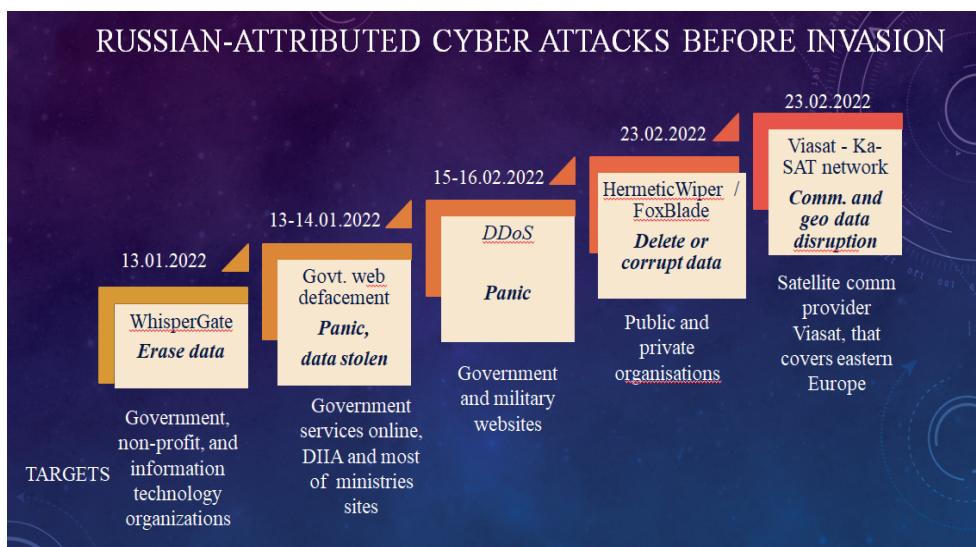 RUSSIAN-ATTRIBUTED CYBER ATTACKS BEFORE INVASION
13.01.2022
WhisperGate
Erase data
Government,
non-profit, and
information
technology
organizations
13-14.01.2022
Govt. web
defacement
Panic,
data stolen
Government
services online,
DIIA and most
of ministries
sites
15-16.02.2022
DDoS
Panic
Government
and military
websites
23.02.2022
HermeticWiper /
FoxBlade
Delete or
corrupt data
Public and
private
organisations
23.02.2022
Viasat - Ka-
SAT network
Comm. and
geo data
disruption
Satellite comm
provider
Viasat, that
covers eastern
Europe
TARGETS